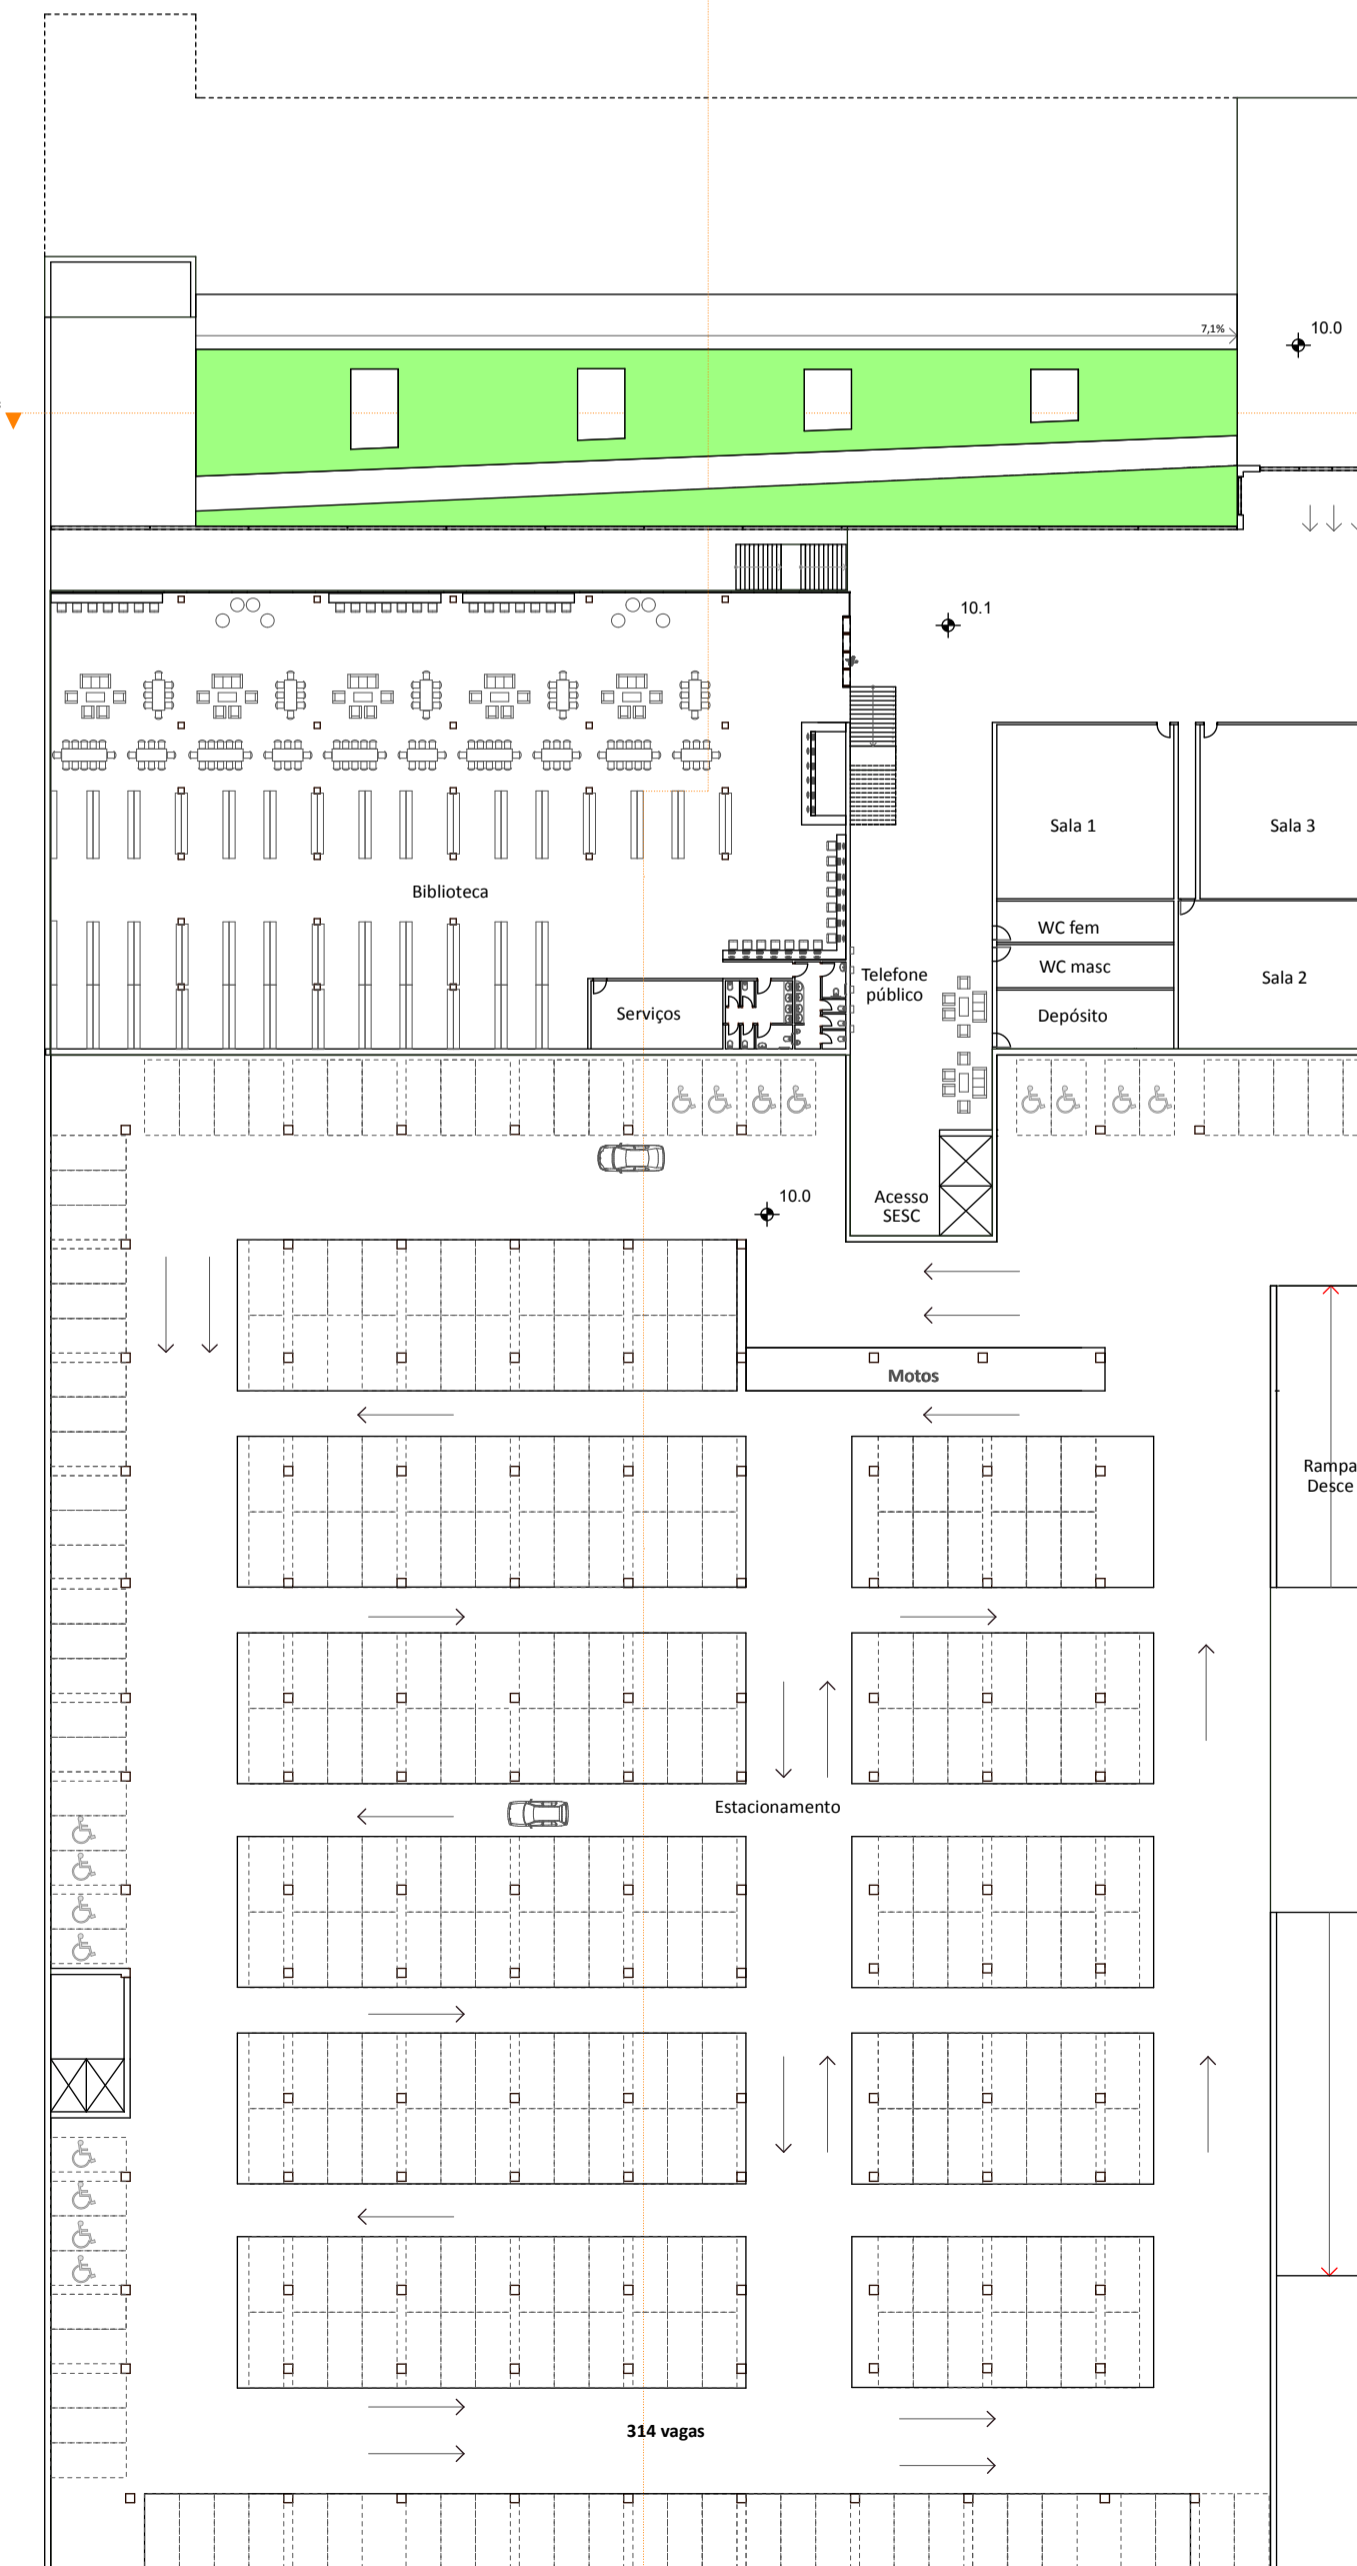 7,1%
10.0
10.1
Sala 1
Sala 3
Biblioteca
WC fem
WC masc
Telefone
público
Sala 2
Serviços
Depósito
10.0
Acesso
SESC
Motos
Rampa
Desce
Estacionamento
314 vagas